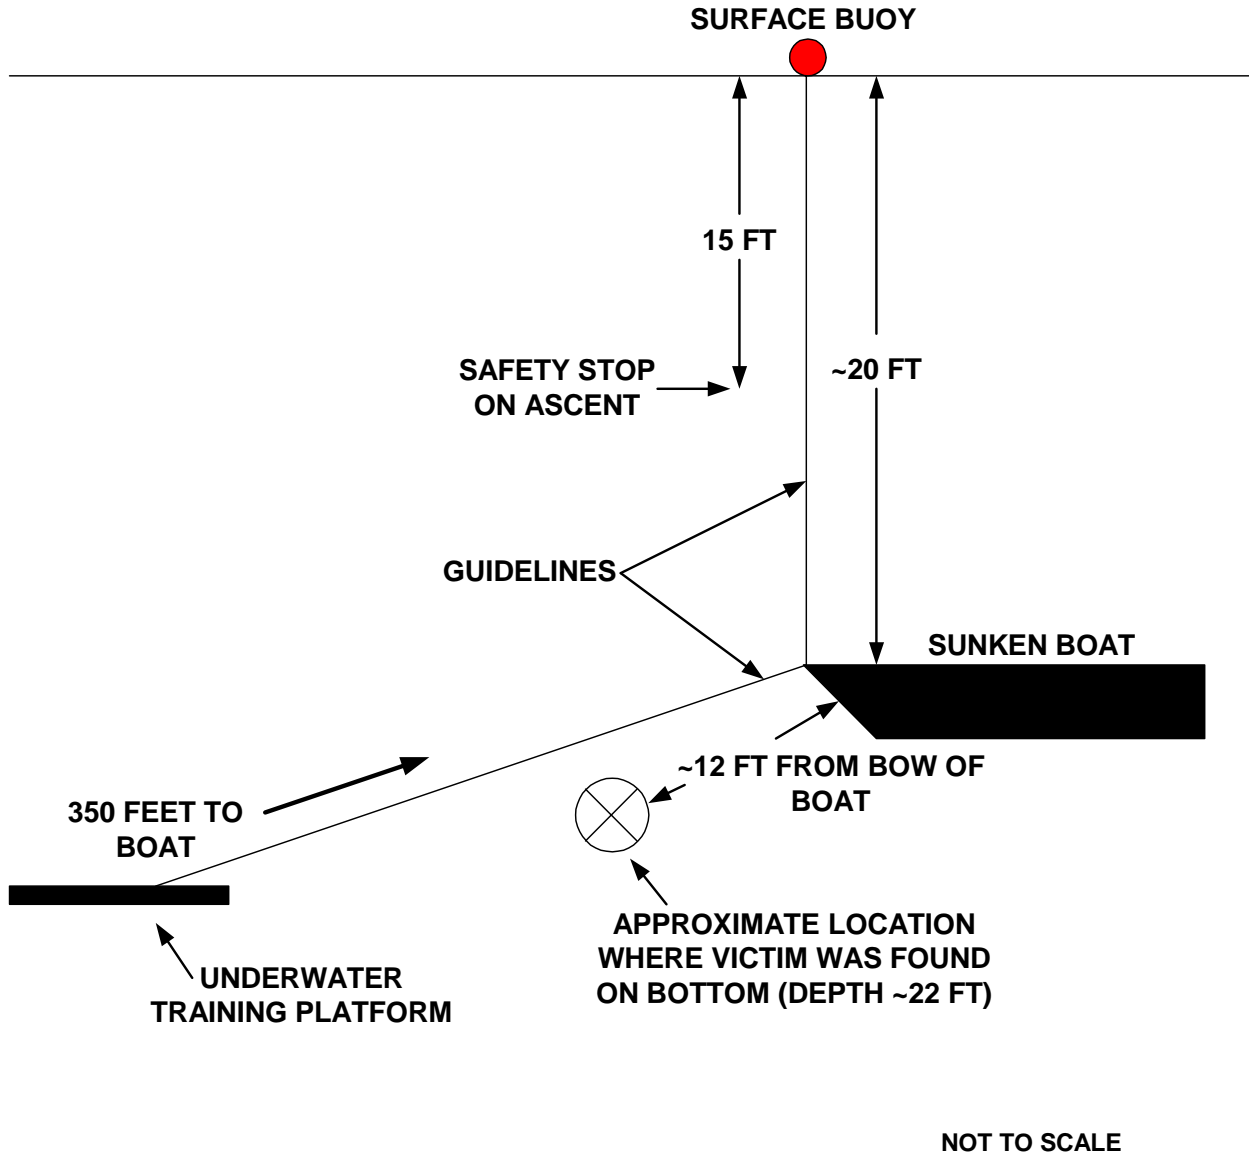 SURFACE BUOY
15 FT
~20 FT
SAFETY STOP
ON ASCENT
GUIDELINES
SUNKEN BOAT
~12 FT FROM BOW OF
BOAT
350 FEET TO
BOAT
APPROXIMATE LOCATION
WHERE VICTIM WAS FOUND
ON BOTTOM (DEPTH ~22 FT)
UNDERWATER
TRAINING PLATFORM
NOT TO SCALE